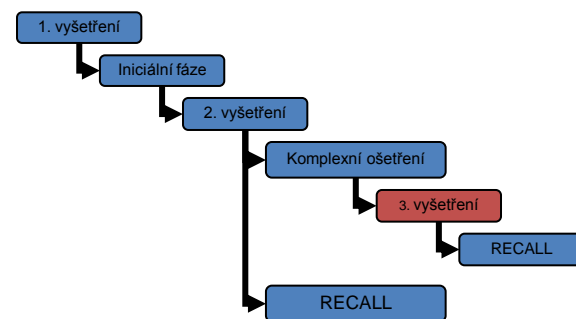 1. vyšetření
Iniciální fáze
2. vyšetření
Komplexní ošetření
3. vyšetření
RECALL
RECALL